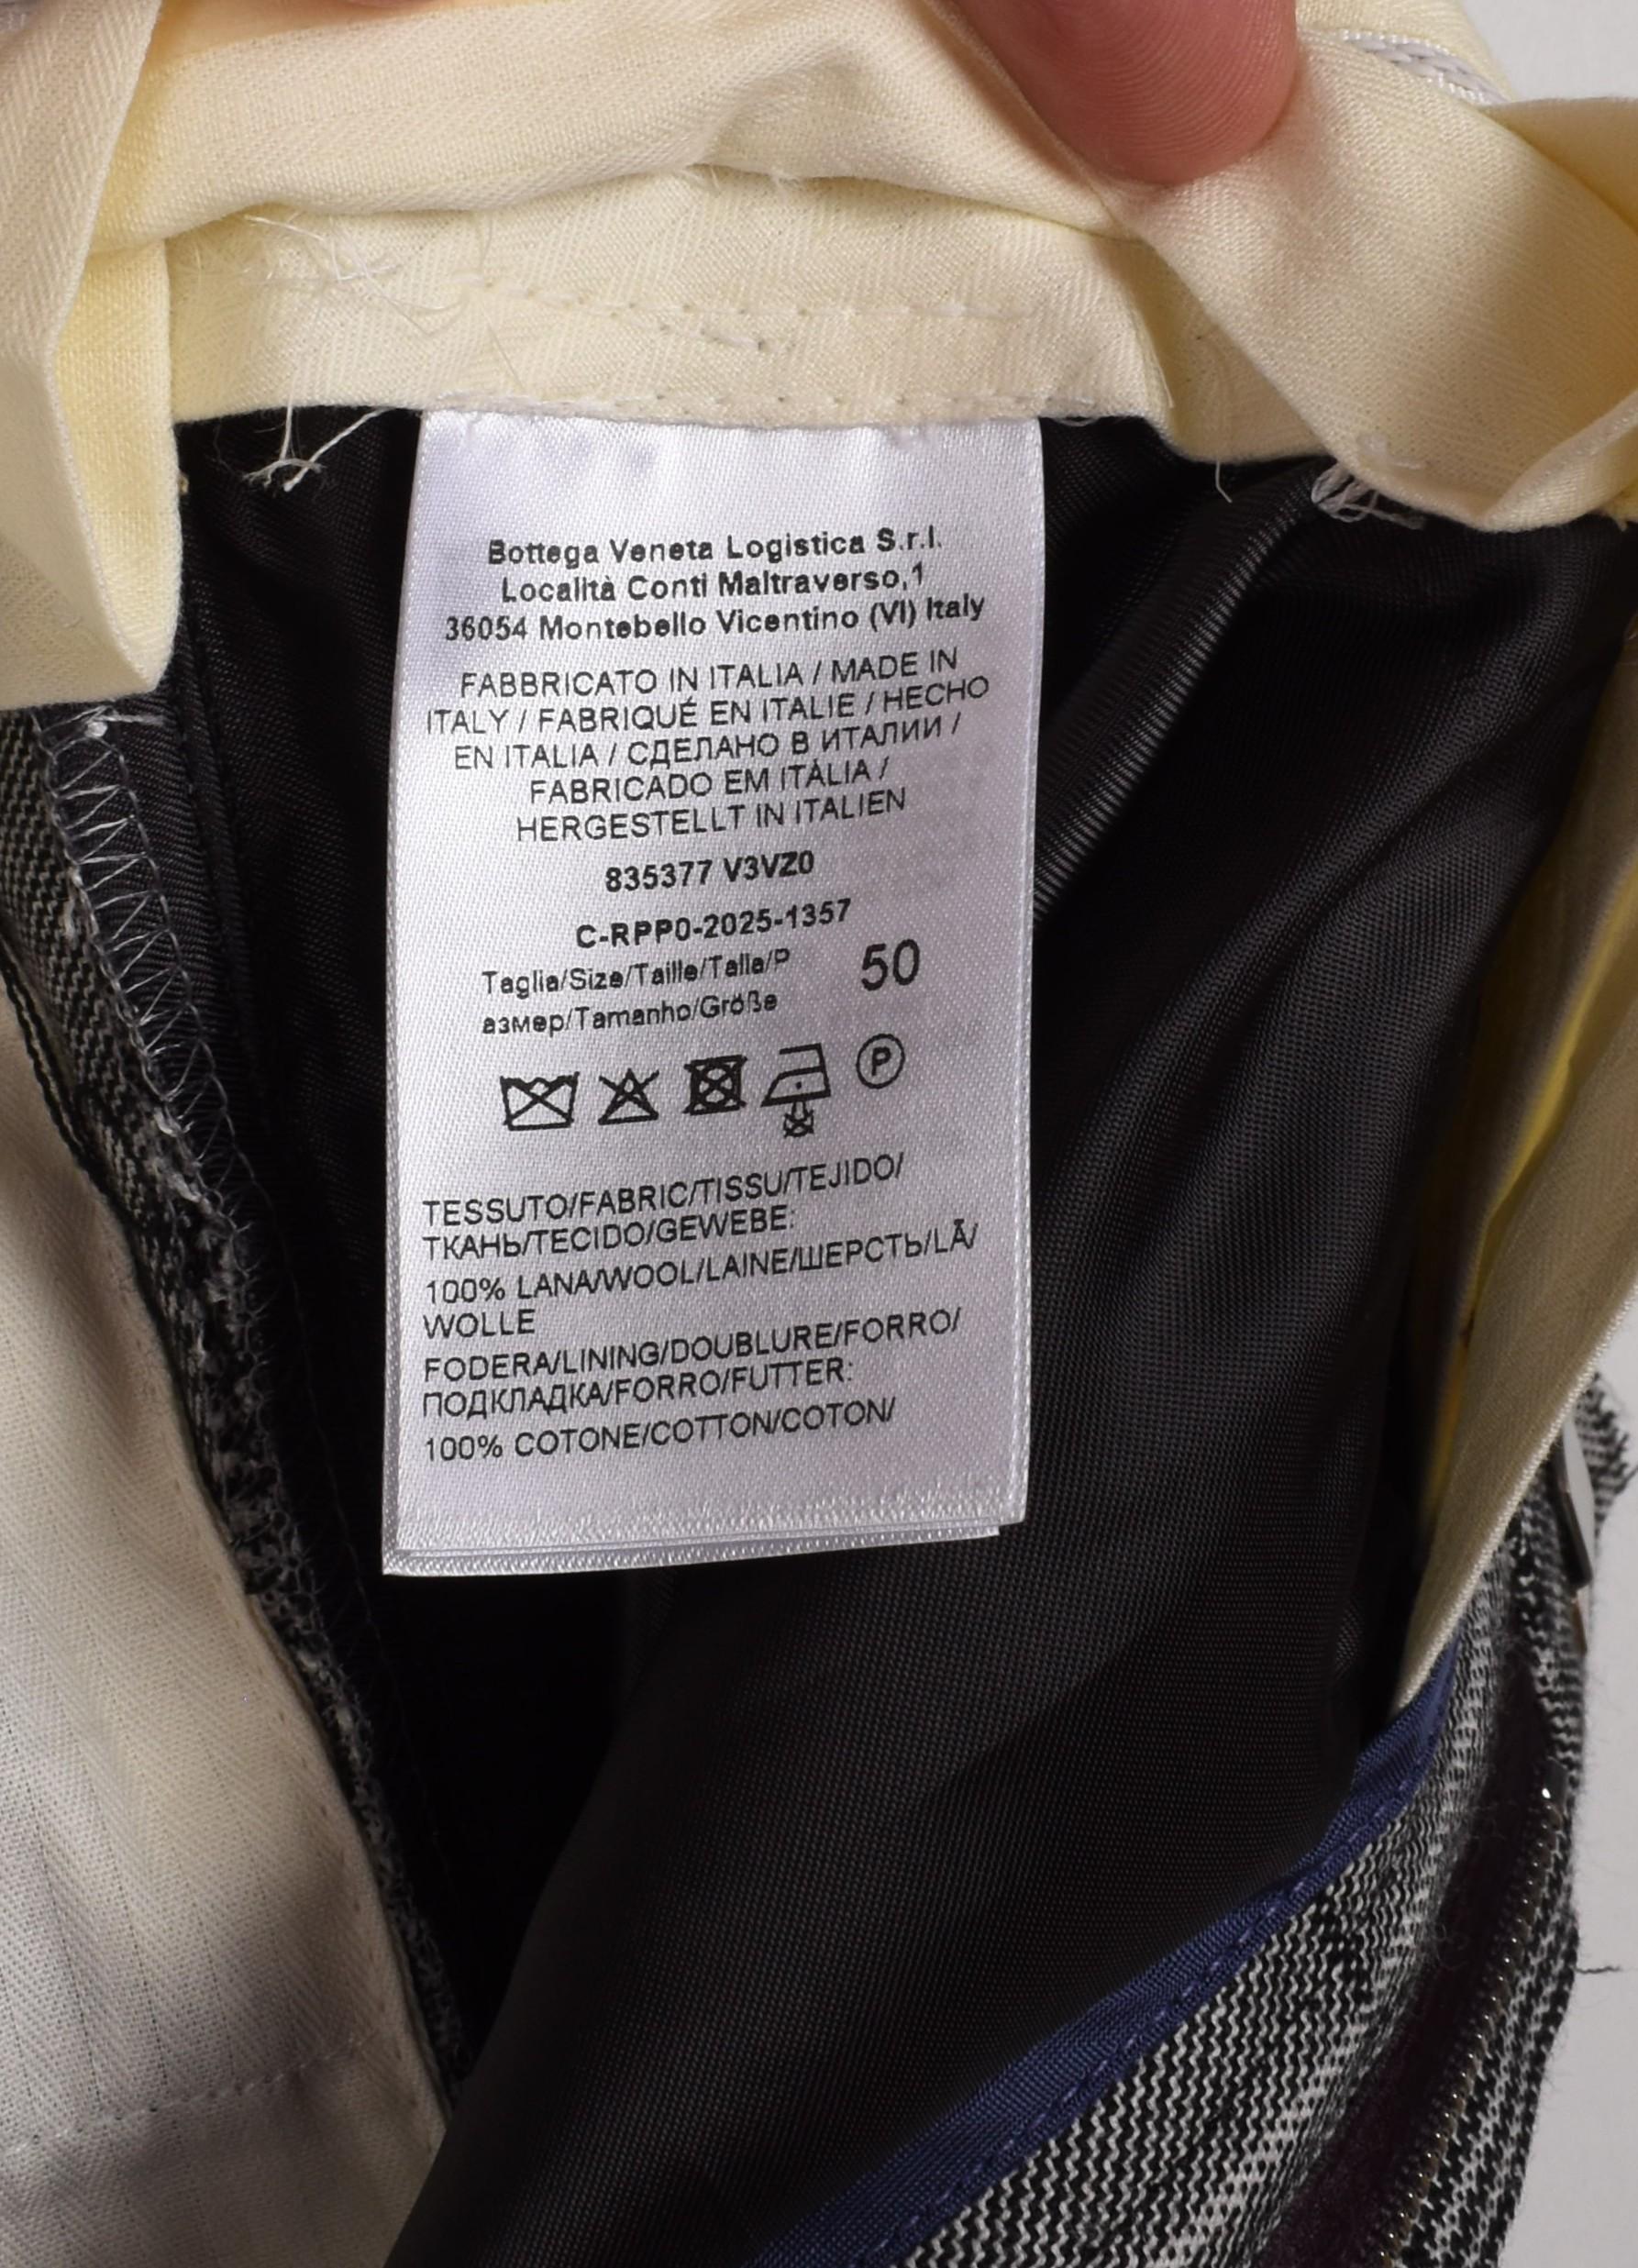 Bottega Veneta Logistica S.r.l.
Località Conti Maltraverso,1
36054 Montebello Vicentino (VI) Italy
FABBRICATO IN ITALIA / MADE IN
ITALY / FABRIQUÉ EN ITALIE / HECHO
EN ITALIA / СДЕЛАНО В ИТАЛИИ /
FABRICADO EM ITÁLIA /
HERGESTELLT IN ITALIEN
835377 V3VZ0
C-RPP0-2025-1357
Taglia/Size/Taille/Talla/Р
азмер/Tamanho/Größe
50
P
TESSUTO/FABRIC/TISSU/TEJIDO/
ТКАНЬ/TECIDO/GEWEBE:
100% LANA/WOOL/LAINE/ШЕРСТЬ/LÃ/
WOLLE
FODERA/LINING/DOUBLURE/FORRO/
ПОДКЛАДКА/FORRO/FUTTER:
100% COTONE/COTTON/COTON/